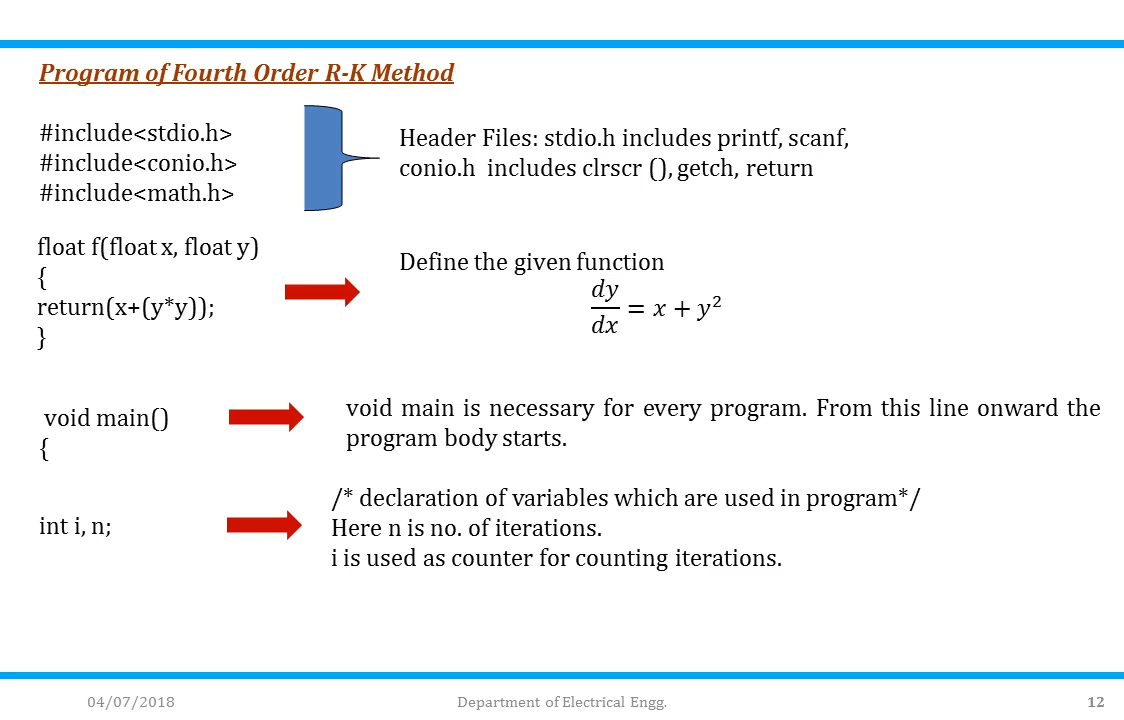 Program of Fourth Order R-K Method
#include<stdio.h>
#include<conio.h>
#include<math.h>
Header Files: stdio.h includes printf, scanf,
conio.h includes clrscr (), getch, return
float f(float x, float y)
{
return(x+(y*y));
}
Define the given function
dy/dx = x + y²
void main()
{
void main is necessary for every program. From this line onward the
program body starts.
int i, n;
/* declaration of variables which are used in program*/
Here n is no. of iterations.
i is used as counter for counting iterations.
04/07/2018
Department of Electrical Engg.
12